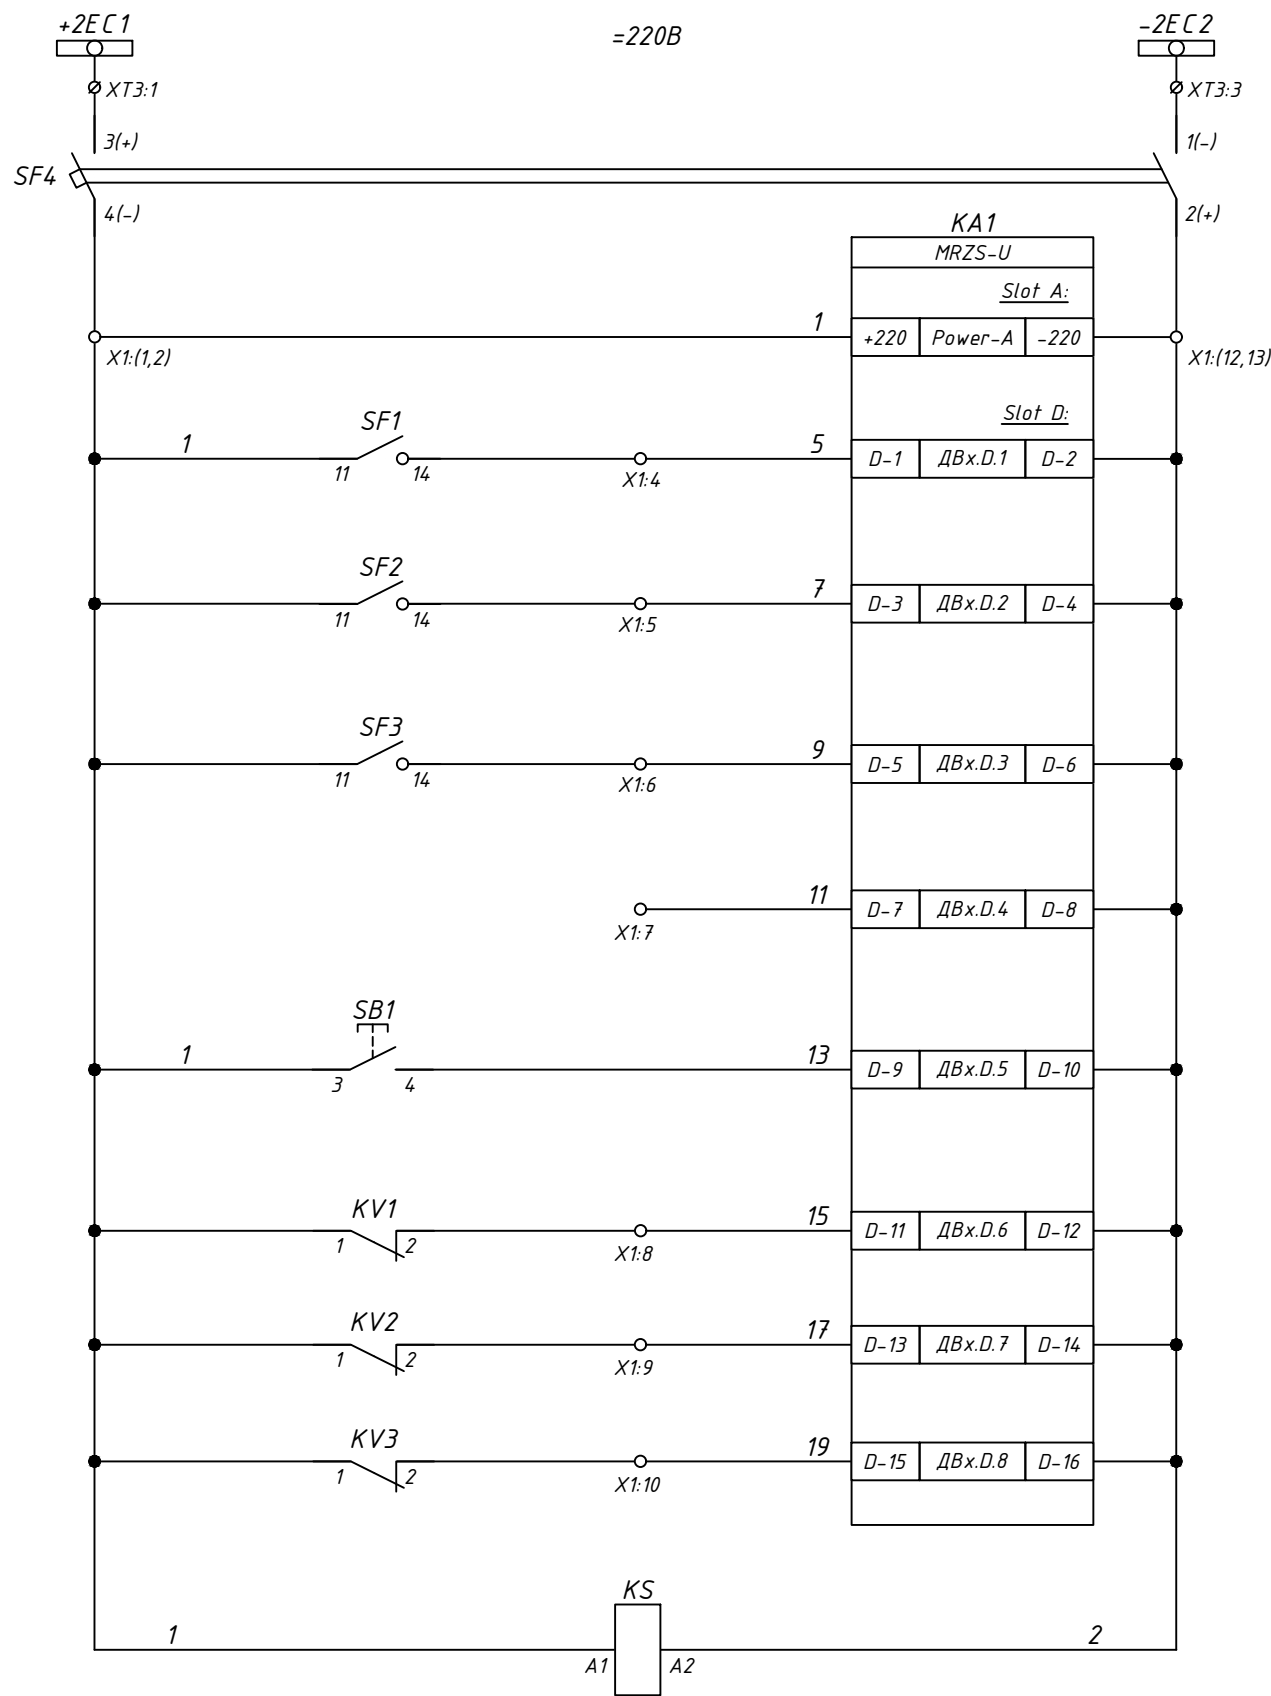 +2EC1
=220В
-2EC2
XT3:1
XT3:3
3(+)
1(-)
SF4
4(-)
2(+)
KA1
MRZS-U
Slot A:
1
+220 Power-A -220
X1:(1,2)
X1:(12,13)
Slot D:
SF1
1
5
D-1 ДВх.D.1 D-2
11
14
X1:4
SF2
7
D-3 ДВх.D.2 D-4
11
14
X1:5
SF3
9
D-5 ДВх.D.3 D-6
11
14
X1:6
11
D-7 ДВх.D.4 D-8
X1:7
SB1
1
13
D-9 ДВх.D.5 D-10
3
4
KV1
15
D-11 ДВх.D.6 D-12
1
2
X1:8
KV2
17
D-13 ДВх.D.7 D-14
1
2
X1:9
KV3
19
D-15 ДВх.D.8 D-16
1
2
X1:10
KS
1
2
A1
A2